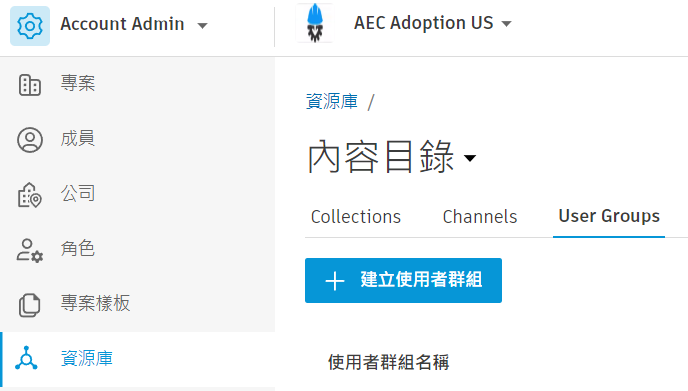 Account Admin
AEC Adoption US
專案
成員
公司
角色
專案樣板
資源庫
資源庫 /
內容目錄
Collections Channels User Groups
建立使用者群組
使用者群組名稱